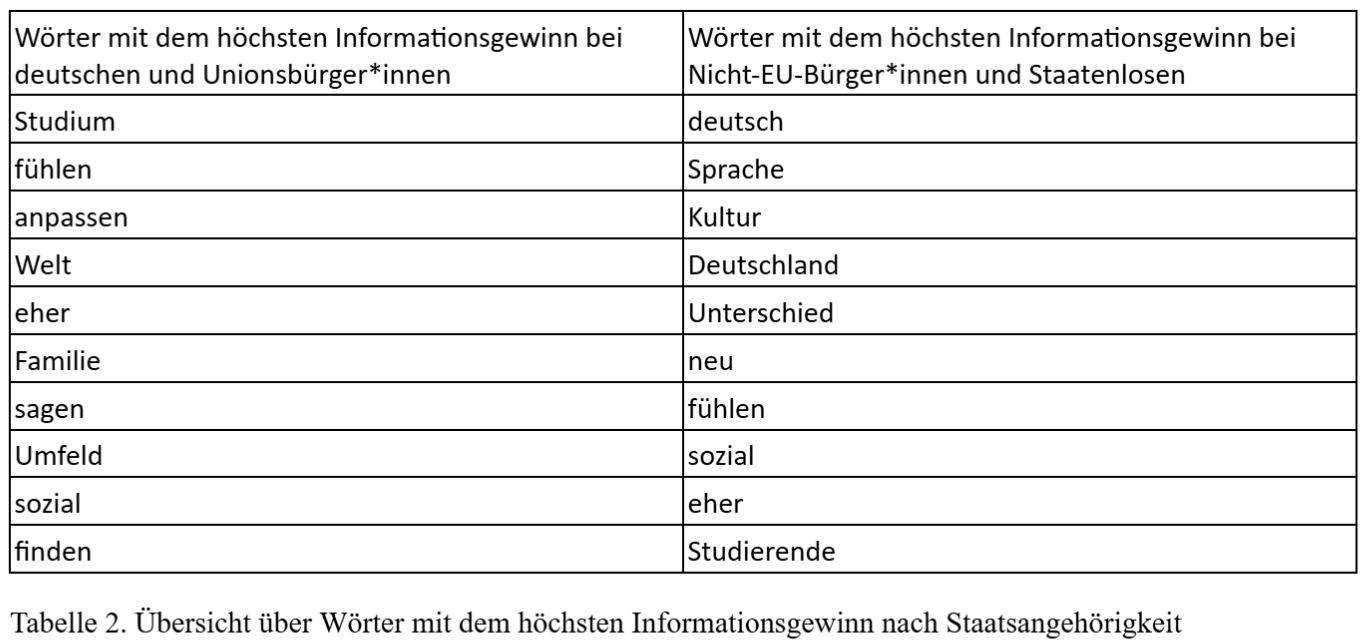 Wörter mit dem höchsten Informationsgewinn bei
deutschen und Unionsbürger*innen
Wörter mit dem höchsten Informationsgewinn bei
Nicht-EU-Bürger*innen und Staatenlosen
Studium
deutsch
fühlen
Sprache
anpassen
Kultur
Welt
Deutschland
eher
Unterschied
Familie
neu
sagen
fühlen
Umfeld
sozial
sozial
eher
finden
Studierende
Tabelle 2. Übersicht über Wörter mit dem höchsten Informationsgewinn nach Staatsangehörigkeit